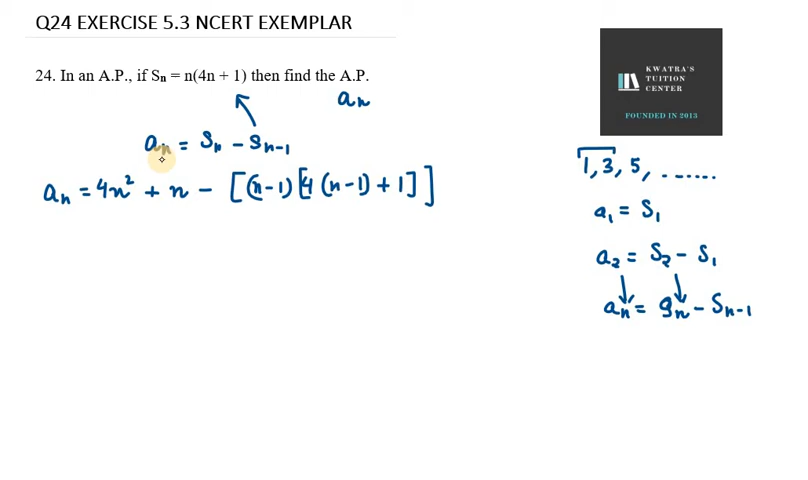 Q24 EXERCISE 5.3 NCERT EXEMPLAR
24. In an A.P., if Sn = n(4n + 1) then find the A.P.
an
an = Sn - Sn-1
an = 4n² + n - [(n-1)[4(n-1)+1]]
KWATRA'S
TUITION
CENTER
FOUNDED IN 2013
1, 3, 5, .......
a1 = S1
a2 = S2 - S1
an = Sn - Sn-1